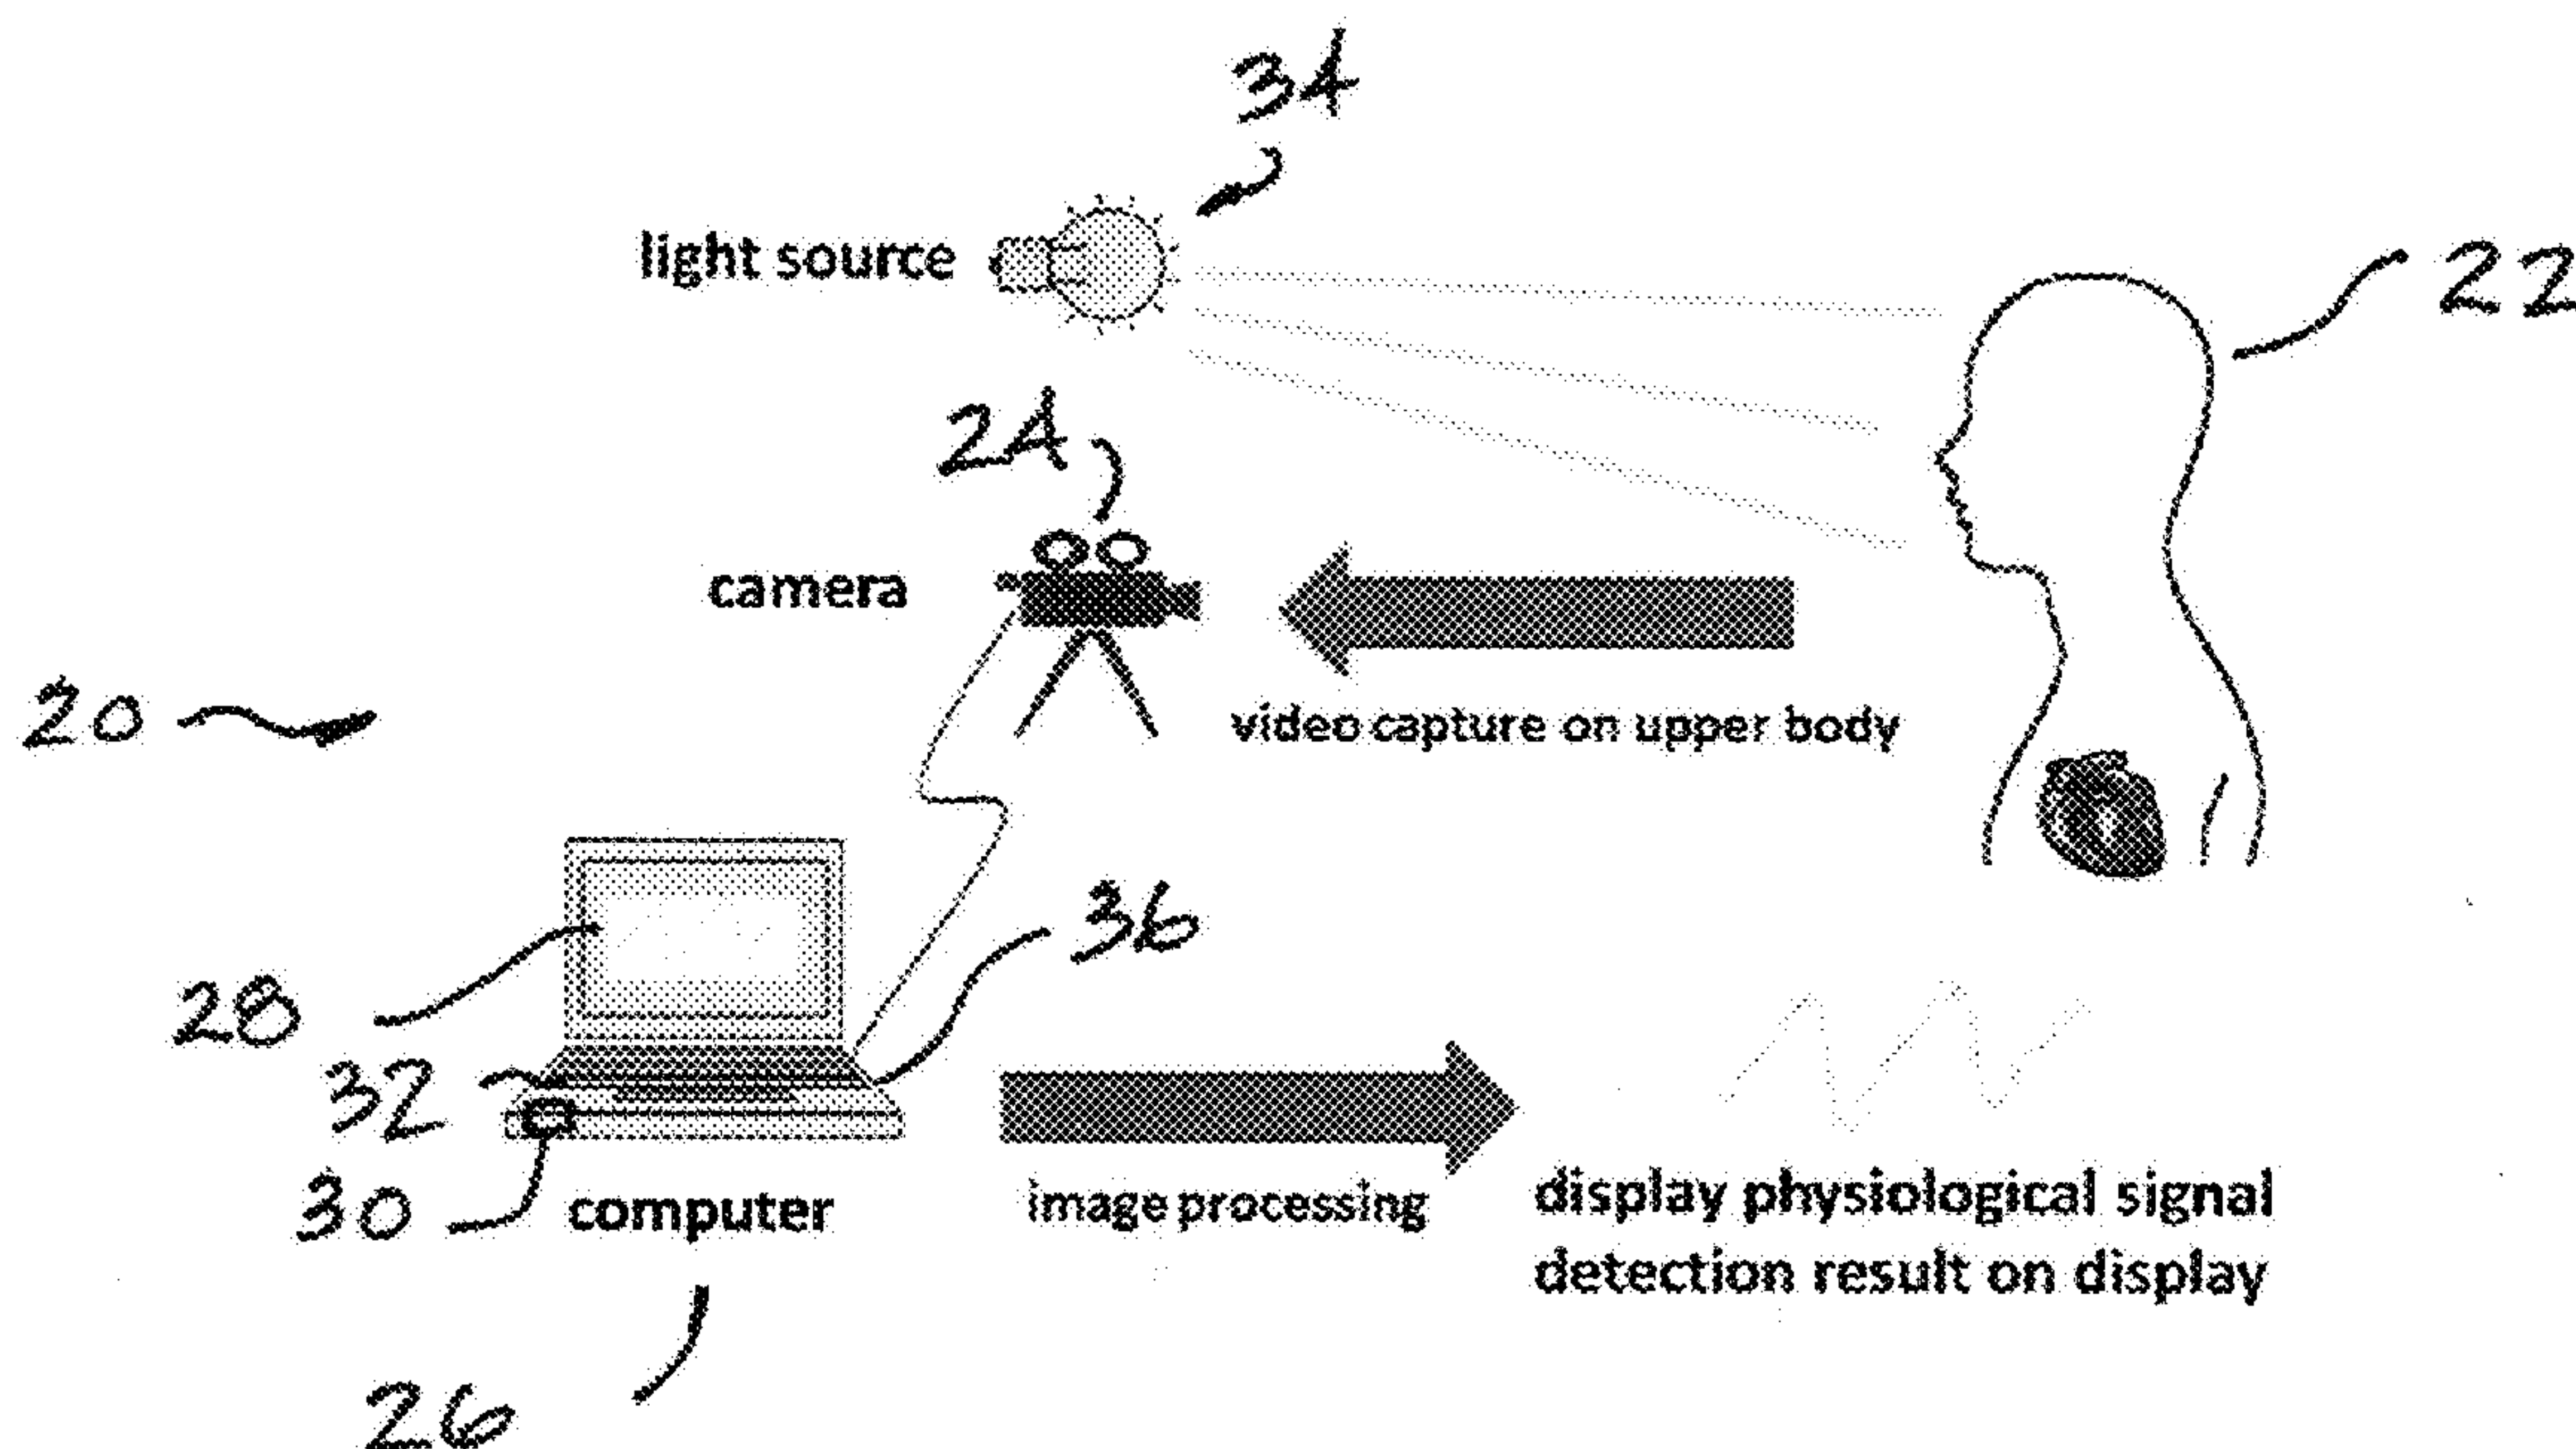 34
light source
22
24
camera
20
video capture on upper body
36
28
32
30
computer
image processing
display physiological signal
detection result on display
26